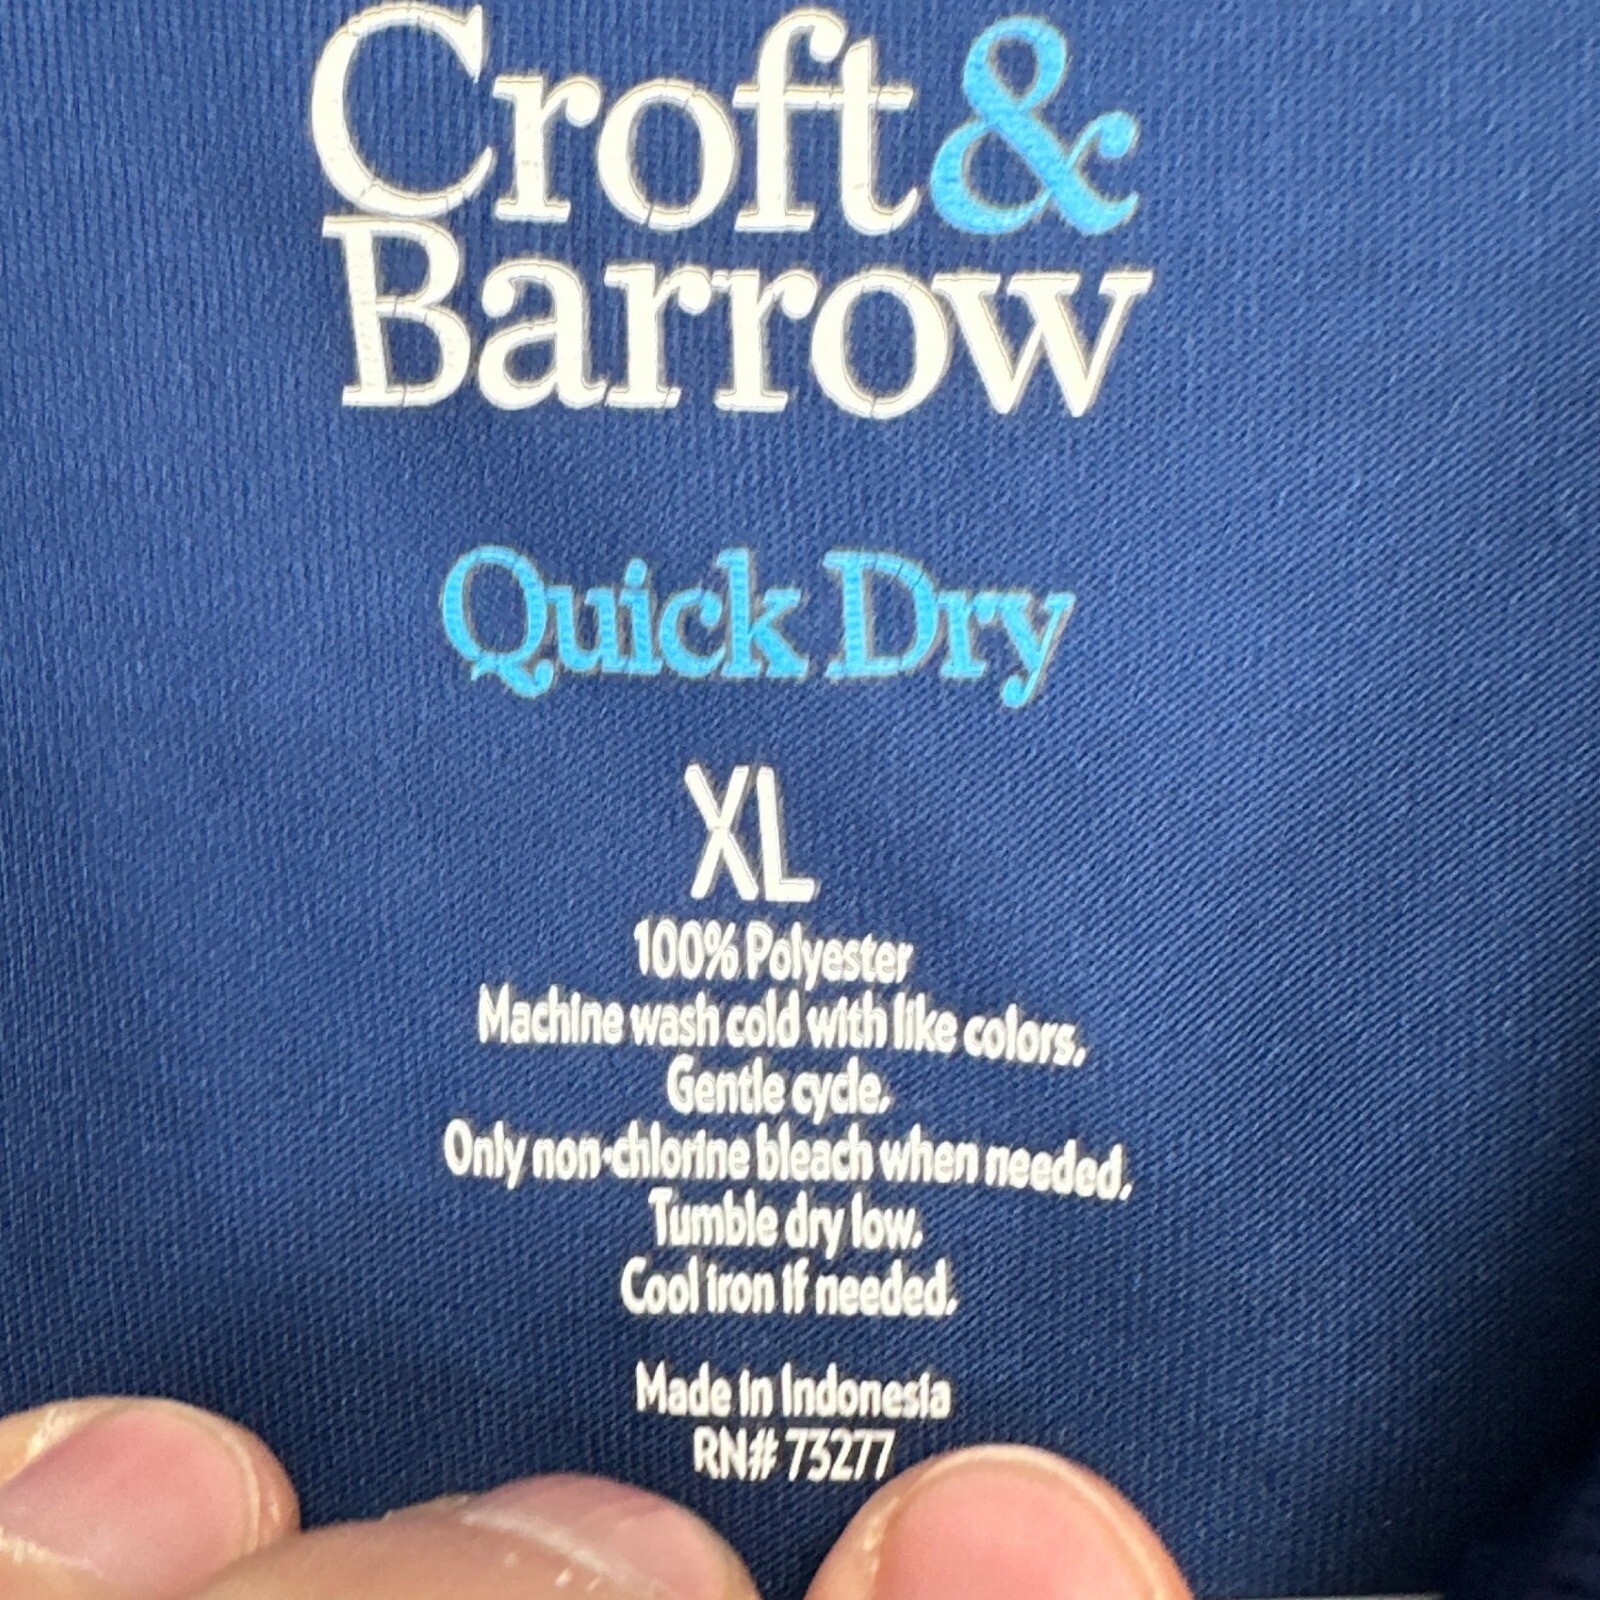 Croft &
Barrow
Quick Dry
XL
100% Polyester
Machine wash cold with like colors.
Gentle cycle.
Only non-chlorine bleach when needed.
Tumble dry low.
Cool iron if needed.
Made in Indonesia
RN# 73277